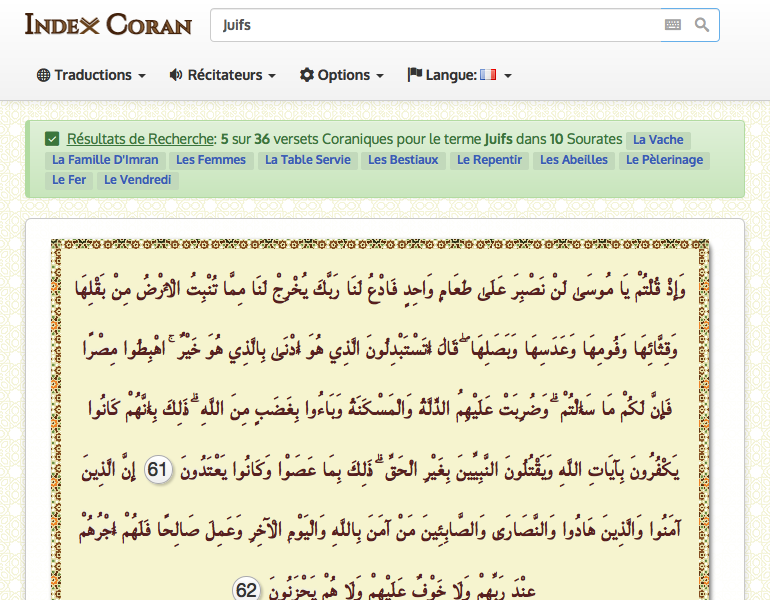 INDEX CORAN
Juifs
Traductions
Récitateurs
Options
Langue:
Résultats de Recherche: 5 sur 36 versets Coraniques pour le terme Juifs dans 10 Sourates La Vache
La Famille D'Imran Les Femmes La Table Servie Les Bestiaux Le Repentir Les Abeilles Le Pèlerinage
Le Fer Le Vendredi
وَإِذْ قُلْتُمْ يَا مُوسَىٰ لَنْ نَصْبِرَ عَلَىٰ طَعَامٍ وَاحِدٍ فَادْعُ لَنَا رَبَّكَ يُخْرِجْ لَنَا مِمَّا تُنْبِتُ الْأَرْضُ مِنْ بَقْلِهَا
وَقِثَّائِهَا وَفُومِهَا وَعَدَسِهَا وَبَصَلِهَا ۖ قَالَ أَتَسْتَبْدِلُونَ الَّذِي هُوَ أَدْنَىٰ بِالَّذِي هُوَ خَيْرٌ ۚ اهْبِطُوا مِصْرًا
فَإِنَّ لَكُمْ مَا سَأَلْتُمْ ۗ وَضُرِبَتْ عَلَيْهِمُ الذِّلَّةُ وَالْمَسْكَنَةُ وَبَاءُوا بِغَضَبٍ مِنَ اللَّهِ ۗ ذَٰلِكَ بِأَنَّهُمْ كَانُوا
يَكْفُرُونَ بِآيَاتِ اللَّهِ وَيَقْتُلُونَ النَّبِيِّينَ بِغَيْرِ الْحَقِّ ۗ ذَٰلِكَ بِمَا عَصَوْا وَكَانُوا يَعْتَدُونَ 61 إِنَّ الَّذِينَ
آمَنُوا وَالَّذِينَ هَادُوا وَالنَّصَارَىٰ وَالصَّابِئِينَ مَنْ آمَنَ بِاللَّهِ وَالْيَوْمِ الْآخِرِ وَعَمِلَ صَالِحًا فَلَهُمْ أَجْرُهُمْ
عِنْدَ رَبِّهِمْ وَلَا خَوْفٌ عَلَيْهِمْ وَلَا هُمْ يَحْزَنُونَ 62